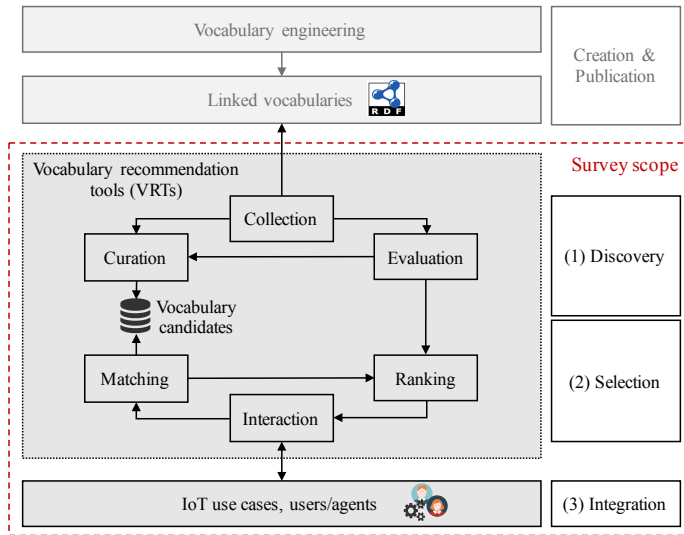 Vocabulary engineering
Creation &
Publication
Linked vocabularies
RDF
Survey scope
Vocabulary recommendation
tools (VRTs)
Collection
Curation
Evaluation
(1) Discovery
Vocabulary
candidates
Matching
Ranking
(2) Selection
Interaction
IoT use cases, users/agents
(3) Integration